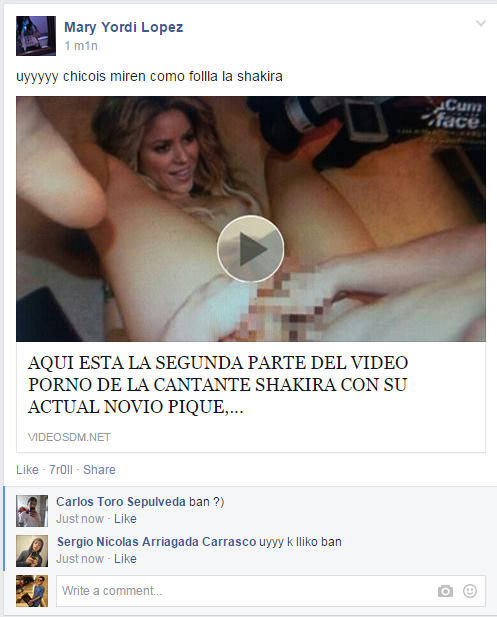 Mary Yordi Lopez
1 m1n
uyyyyy chicois miren como follla la shakira
Cum
face
AQUI ESTA LA SEGUNDA PARTE DEL VIDEO
PORNO DE LA CANTANTE SHAKIRA CON SU
ACTUAL NOVIO PIQUE,...
VIDEOSDM.NET
Like · 7r0ll · Share
Carlos Toro Sepulveda ban ?)
Just now · Like
Sergio Nicolas Arriagada Carrasco uyyy k lliko ban
Just now · Like
Write a comment...